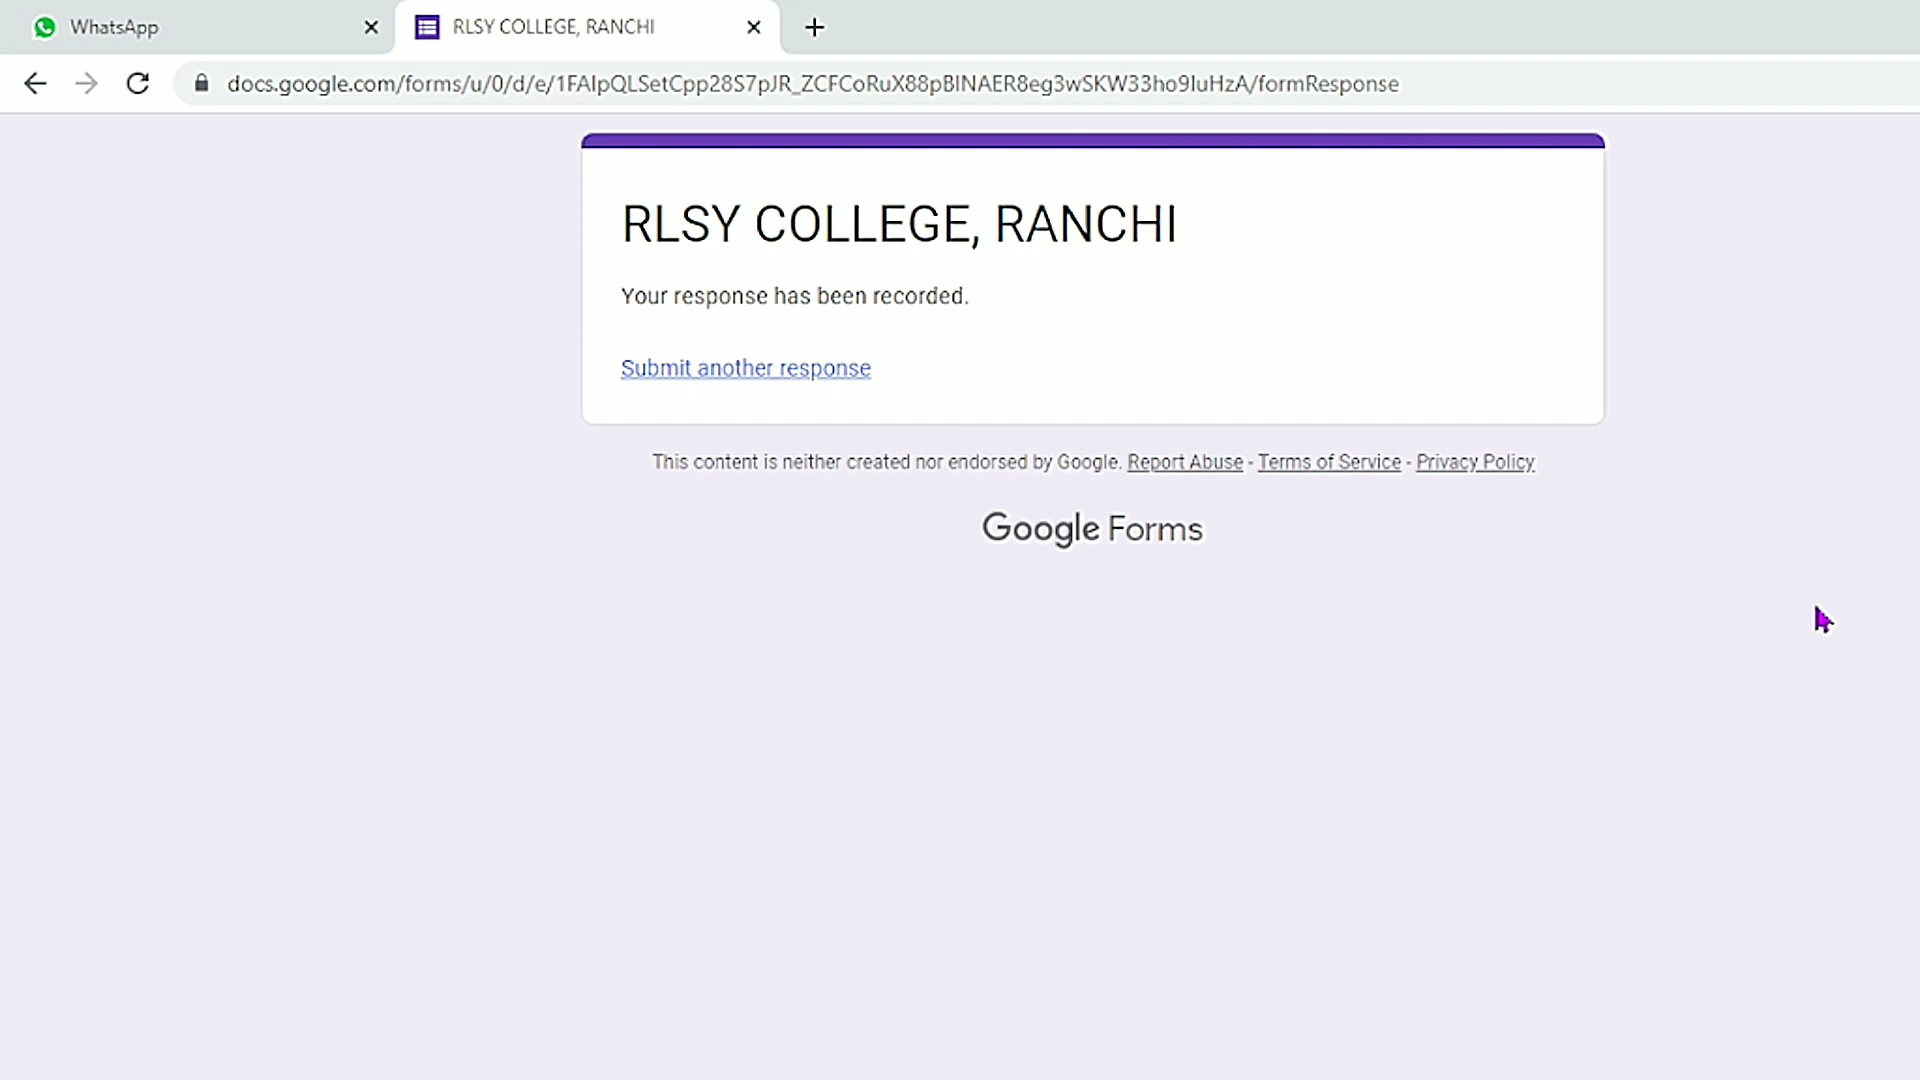 WhatsApp
RLSY COLLEGE, RANCHI
docs.google.com/forms/u/0/d/e/1FAIpQLSetCpp28S7pJR_ZCFCoRuX88pBlNAER8eg3wSKW33ho9luHzA/formResponse
RLSY COLLEGE, RANCHI
Your response has been recorded.
Submit another response
This content is neither created nor endorsed by Google. Report Abuse - Terms of Service - Privacy Policy
Google Forms